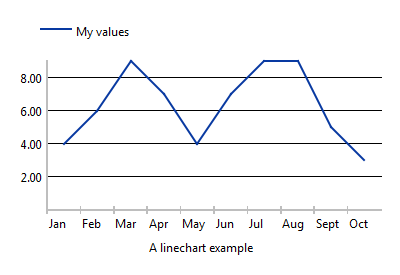 My values
8.00
6.00
4.00
2.00
Jan Feb Mar Apr May Jun Jul Aug Sept Oct
A linechart example